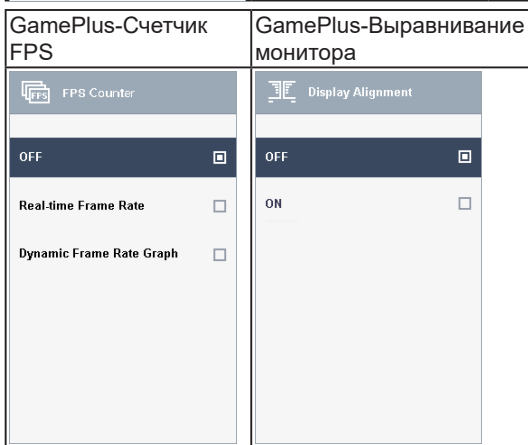 GamePlus-Счетчик
FPS
GamePlus-Выравнивание
монитора
FPS
FPS Counter
OFF
Real-time Frame Rate
Dynamic Frame Rate Graph
Display Alignment
OFF
ON